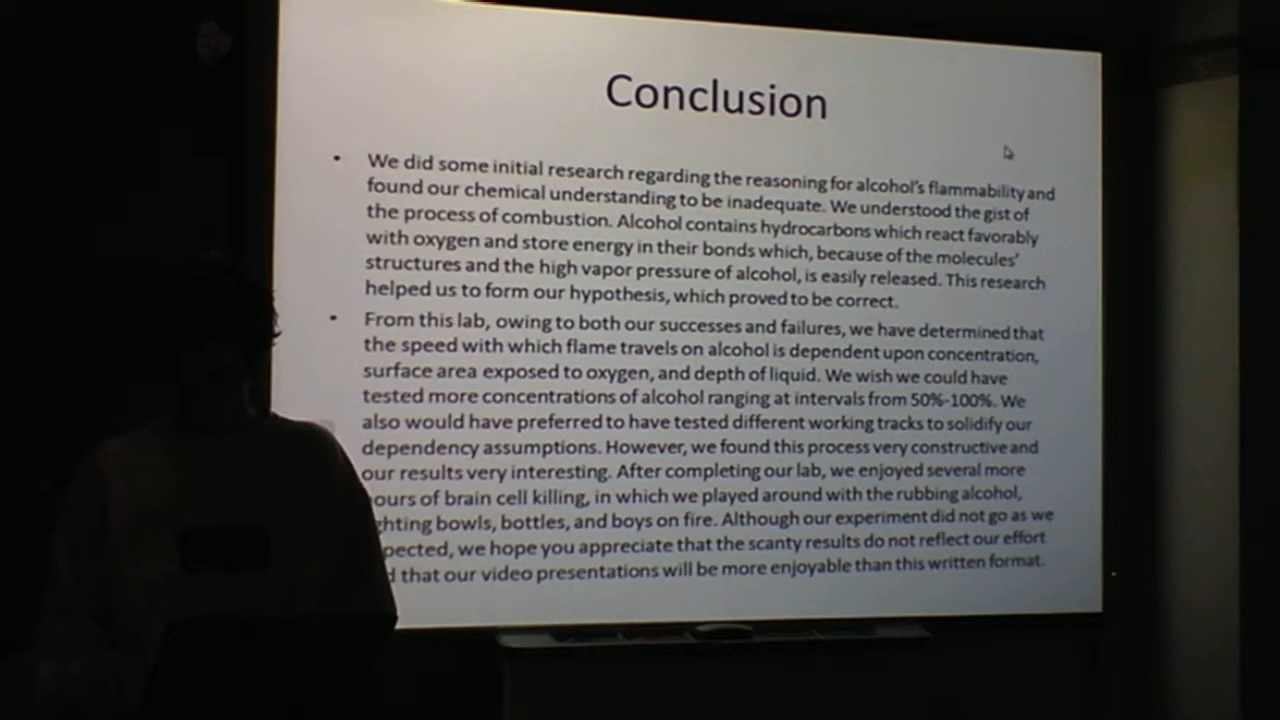 Conclusion
• We did some initial research regarding the reasoning for alcohol's flammability and
found our chemical understanding to be inadequate. We understood the gist of
the process of combustion. Alcohol contains hydrocarbons which react favorably
with oxygen and store energy in their bonds which, because of the molecules'
structures and the high vapor pressure of alcohol, is easily released. This research
helped us to form our hypothesis, which proved to be correct.
• From this lab, owing to both our successes and failures, we have determined that
the speed with which flame travels on alcohol is dependent upon concentration,
surface area exposed to oxygen, and depth of liquid. We wish we could have
tested more concentrations of alcohol ranging at intervals from 50%-100%. We
also would have preferred to have tested different working tracks to solidify our
dependency assumptions. However, we found this process very constructive and
our results very interesting. After completing our lab, we enjoyed several more
ours of brain cell killing, in which we played around with the rubbing alcohol,
ghting bowls, bottles, and boys on fire. Although our experiment did not go as we
pected, we hope you appreciate that the scanty results do not reflect our effort
d that our video presentations will be more enjoyable than this written format.